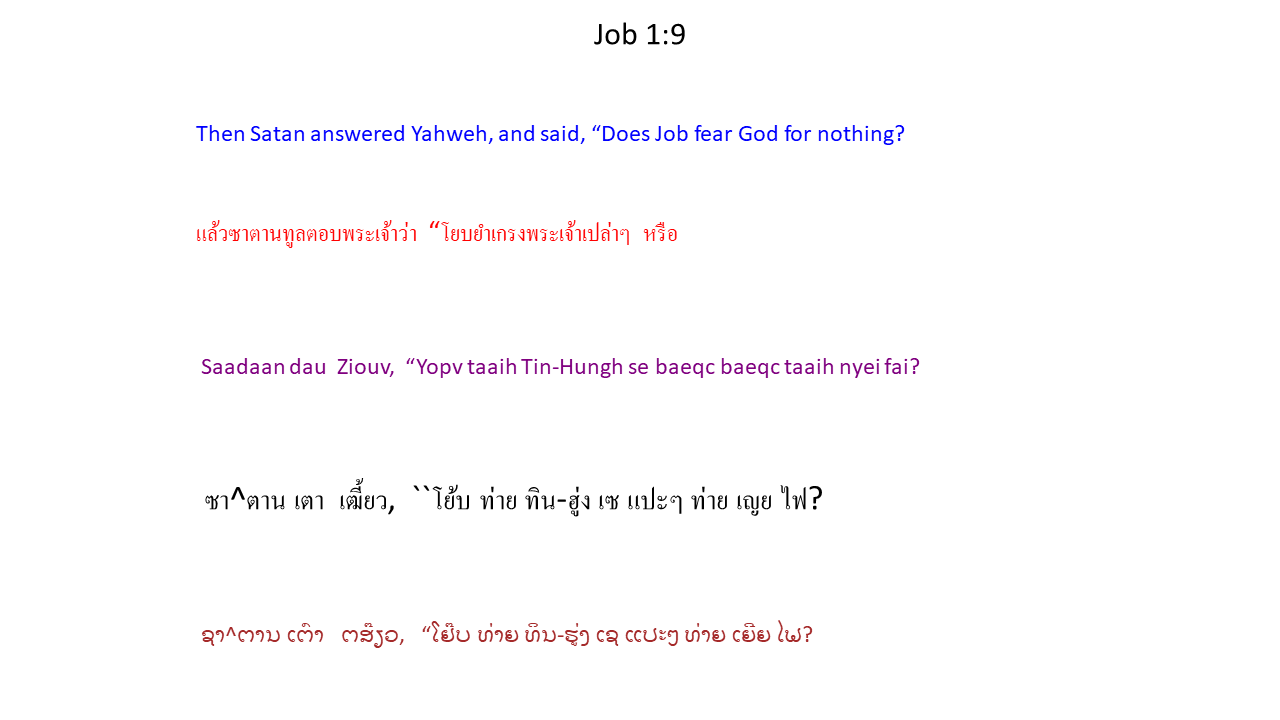 Job 1:9
Then Satan answered Yahweh, and said, “Does Job fear God for nothing?
แล้วซาตานทูลตอบพระเจ้าว่า “โยบยำเกรงพระเจ้าเปล่าๆ หรือ
Saadaan dau Ziouv, “Yopv taaih Tin-Hungh se baeqc baeqc taaih nyei fai?
ซา^ตาน เตา เฒี้ยว, ``โย้บ ท่าย ทิน-ฮู่ง เซ แปะๆ ท่าย เญย ไฟ?
ຊາ^ຕານ ເຕົາ ຕສ໊ຽວ, “ໂຢ໊ບ ທ່າຍ ທິນ-ຮູ່ງ ເຊ ແປະໆ ທ່າຍ ເຍີຍ ໄຟ?